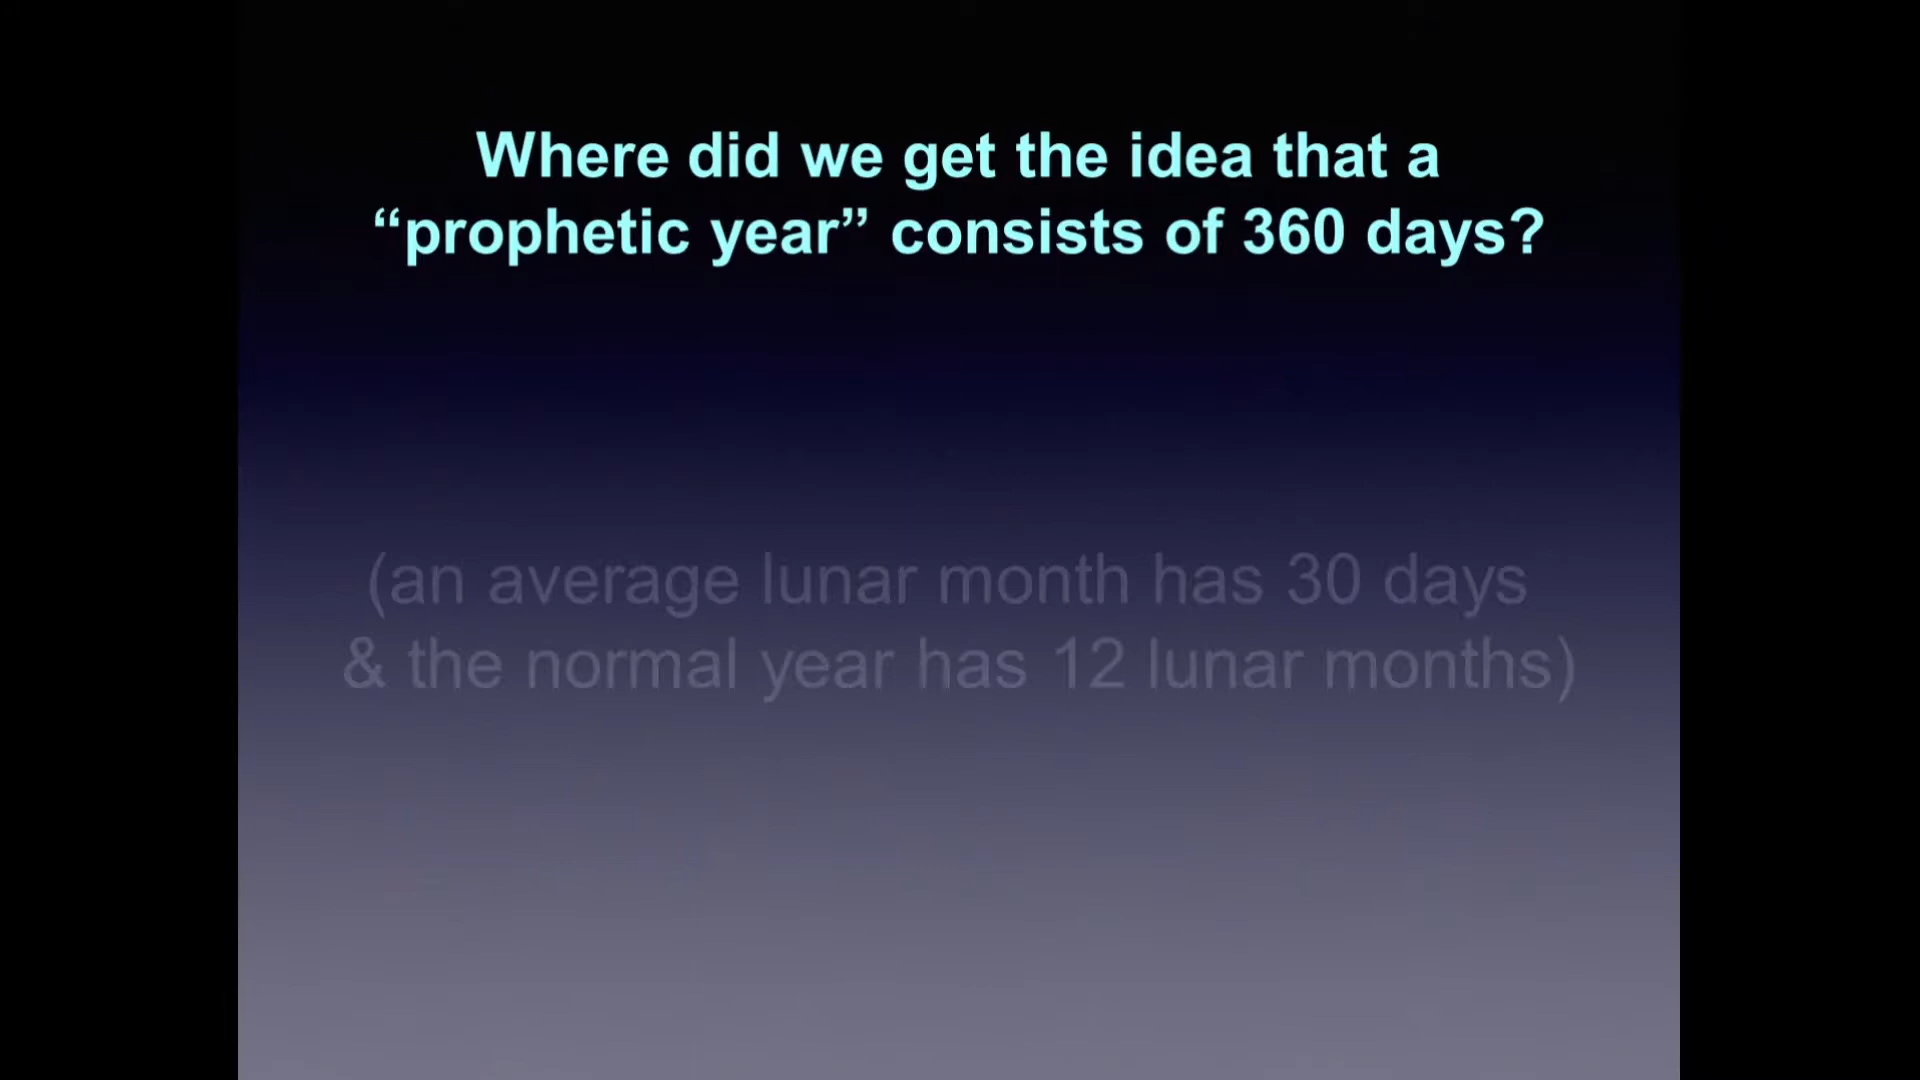 Where did we get the idea that a
“prophetic year” consists of 360 days?
(an average lunar month has 30 days
& the normal year has 12 lunar months)